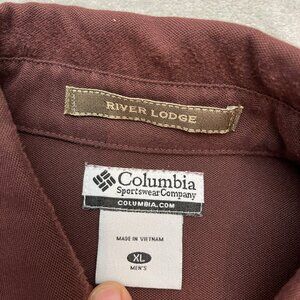 RIVER LODGE
Columbia
Sportswear Company
COLUMBIA.COM
MADE IN VIETNAM
XL
MEN'S